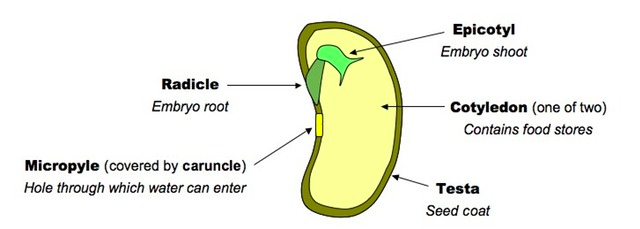 Epicotyl
Embryo shoot
Radicle
Embryo root
Cotyledon (one of two)
Contains food stores
Micropyle (covered by caruncle)
Hole through which water can enter
Testa
Seed coat